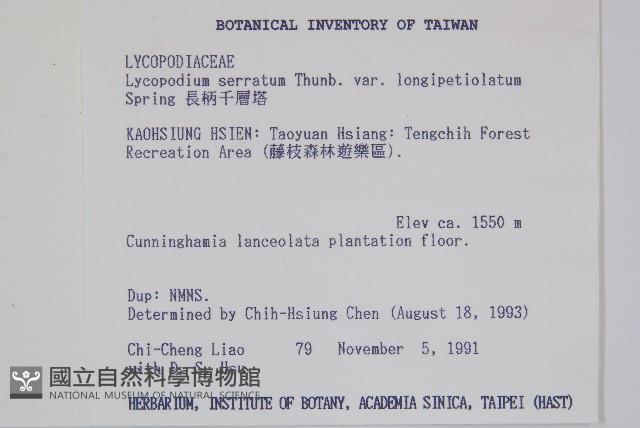 BOTANICAL INVENTORY OF TAIWAN
LYCOPODIACEAE
Lycopodium serratum Thunb. var. longipetiolatum
Spring 長柄千層塔
KAOHSIUNG HSIEN: Taoyuan Hsiang: Tengchih Forest
Recreation Area (藤枝森林遊樂區).
Elev ca. 1550 m
Cunninghamia lanceolata plantation floor.
Dup: NMNS.
Determined by Chih-Hsiung Chen (August 18, 1993)
Chi-Cheng Liao 79 November 5, 1991
with D. S. Hsu
國立自然科學博物館
NATIONAL MUSEUM OF NATURAL SCIENCE
HERBARIUM, INSTITUTE OF BOTANY, ACADEMIA SINICA, TAIPEI (HAST)